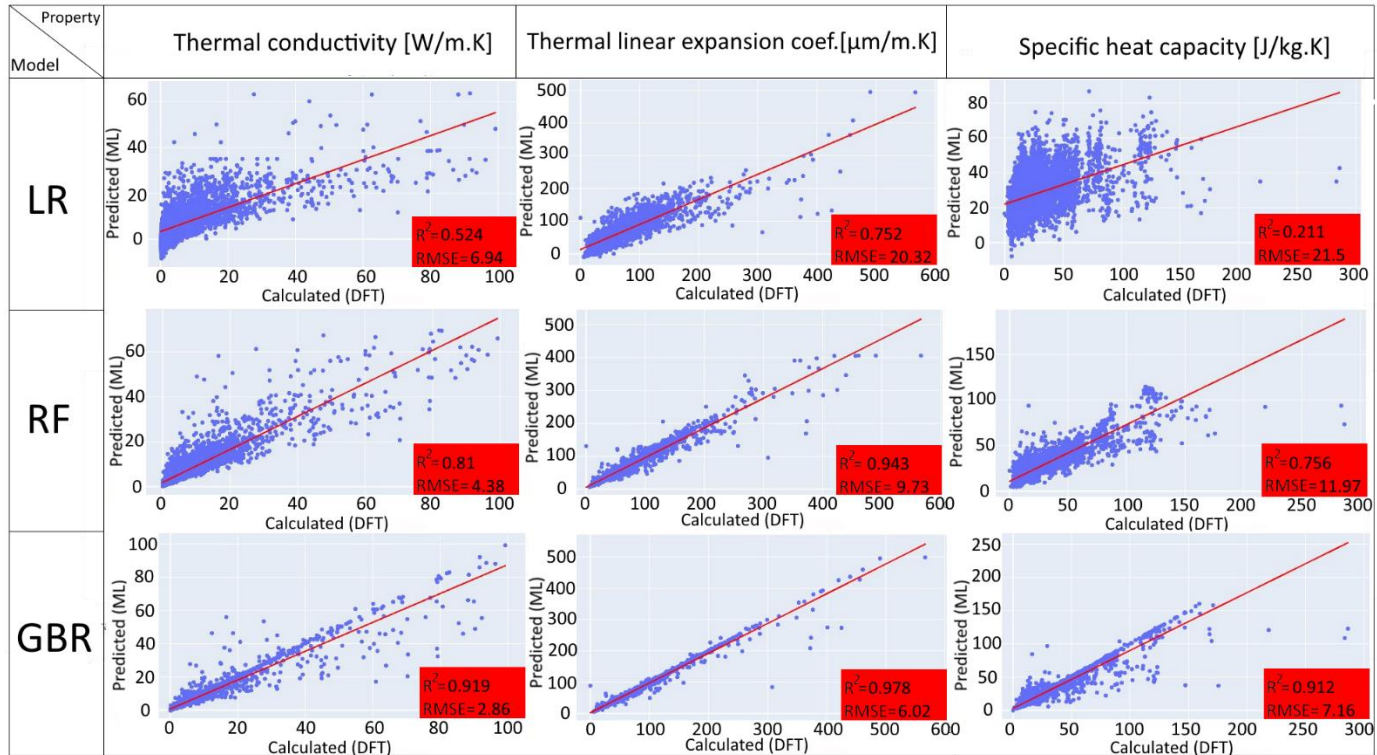 Property
Model
Thermal conductivity [W/m.K]
Thermal linear expansion coef.[µm/m.K]
Specific heat capacity [J/kg.K]
LR
Predicted (ML)
60
40
20
0
0 20 40 60 80 100
Calculated (DFT)
R²=0.524
RMSE=6.94
Predicted (ML)
500
400
300
200
100
0
0 100 200 300 400 500 600
Calculated (DFT)
R²=0.752
RMSE=20.32
Predicted (ML)
80
60
40
20
0
0 50 100 150 200 250 300
Calculated (DFT)
R²=0.211
RMSE=21.5
RF
Predicted (ML)
60
40
20
0
0 20 40 60 80 100
Calculated (DFT)
R²=0.81
RMSE=4.38
Predicted (ML)
500
400
300
200
100
0
0 100 200 300 400 500 600
Calculated (DFT)
R²=0.943
RMSE= 9.73
Predicted (ML)
150
100
50
0
0 50 100 150 200 250 300
Calculated (DFT)
R²=0.756
RMSE=11.97
GBR
Predicted (ML)
100
80
60
40
20
0
0 20 40 60 80 100
Calculated (DFT)
R²=0.919
RMSE=2.86
Predicted (ML)
500
400
300
200
100
0
0 100 200 300 400 500 600
Calculated (DFT)
R²=0.978
RMSE=6.02
Predicted (ML)
250
200
150
100
50
0
0 50 100 150 200 250 300
Calculated (DFT)
R²=0.912
RMSE=7.16